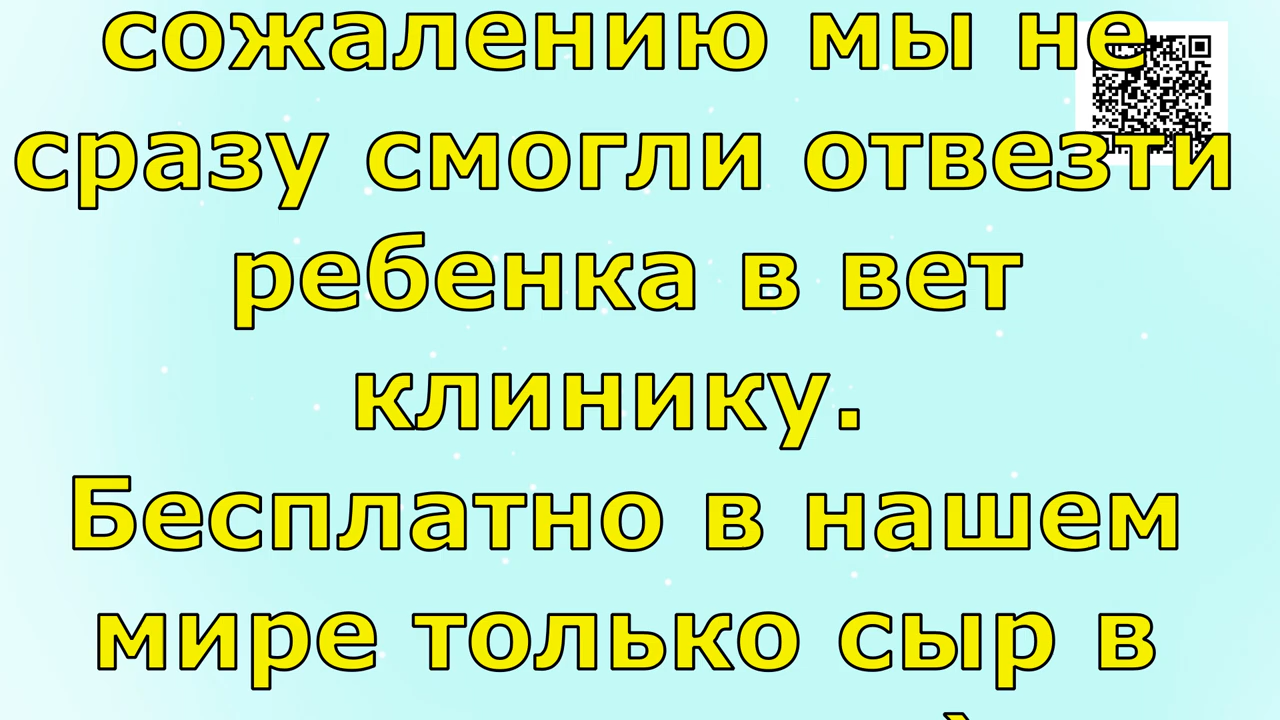 сожалению мы не
сразу смогли отвезти
ребенка в вет
клинику.
Бесплатно в нашем
мире только сыр в